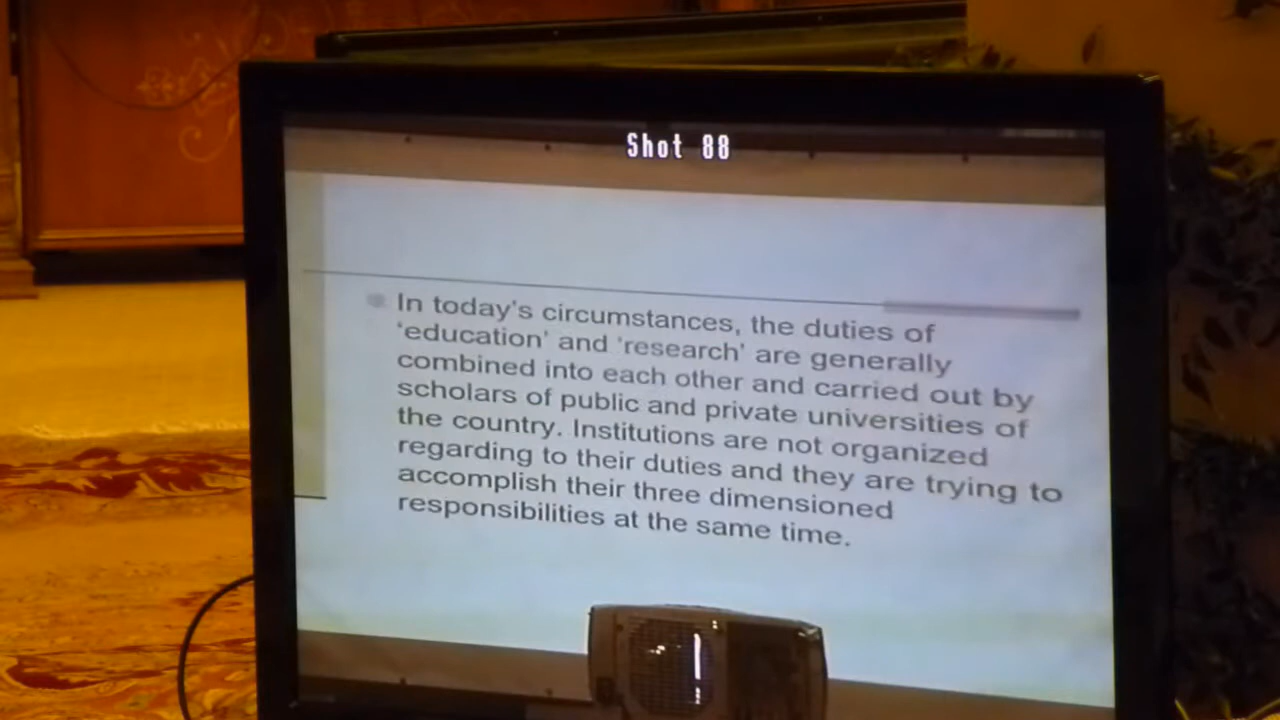 Shot 88
In today's circumstances, the duties of
'education' and 'research' are generally
combined into each other and carried out by
scholars of public and private universities of
the country. Institutions are not organized
regarding to their duties and they are trying to
accomplish their three dimensioned
responsibilities at the same time.